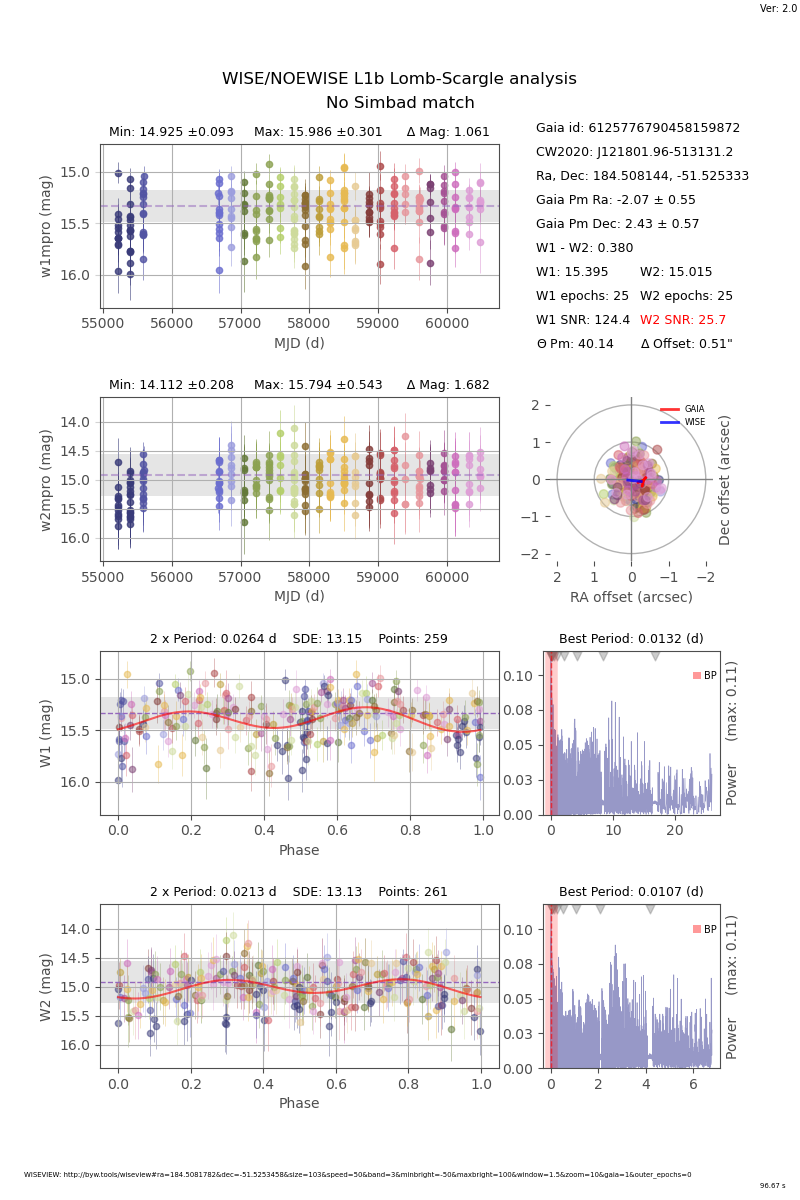 Ver: 2.0
WISE/NOEWISE L1b Lomb-Scargle analysis
No Simbad match
Min: 14.925 ±0.093 Max: 15.986 ±0.301 Δ Mag: 1.061
15.0
15.5
16.0
w1mpro (mag)
55000 56000 57000 58000 59000 60000
MJD (d)
Gaia id: 6125776790458159872
CW2020: J121801.96-513131.2
Ra, Dec: 184.508144, -51.525333
Gaia Pm Ra: -2.07 ± 0.55
Gaia Pm Dec: 2.43 ± 0.57
W1 - W2: 0.380
W1: 15.395 W2: 15.015
W1 epochs: 25 W2 epochs: 25
W1 SNR: 124.4 W2 SNR: 25.7
Θ Pm: 40.14 Δ Offset: 0.51"
Min: 14.112 ±0.208 Max: 15.794 ±0.543 Δ Mag: 1.682
14.0
14.5
15.0
15.5
16.0
w2mpro (mag)
55000 56000 57000 58000 59000 60000
MJD (d)
GAIA
WISE
2
1
0
−1
−2
Dec offset (arcsec)
2 1 0 −1 −2
RA offset (arcsec)
2 x Period: 0.0264 d SDE: 13.15 Points: 259
15.0
15.5
16.0
W1 (mag)
0.0 0.2 0.4 0.6 0.8 1.0
Phase
Best Period: 0.0132 (d)
BP
0.10
0.08
0.05
0.03
0.00
Power (max: 0.11)
0 10 20
2 x Period: 0.0213 d SDE: 13.13 Points: 261
14.0
14.5
15.0
15.5
16.0
W2 (mag)
0.0 0.2 0.4 0.6 0.8 1.0
Phase
Best Period: 0.0107 (d)
BP
0.10
0.08
0.05
0.03
0.00
Power (max: 0.11)
0 2 4 6
WISEVIEW: http://byw.tools/wiseview#ra=184.5081782&dec=-51.5253458&size=103&speed=50&band=3&minbright=-50&maxbright=100&window=1.5&zoom=10&gaia=1&outer_epochs=0
96.67 s